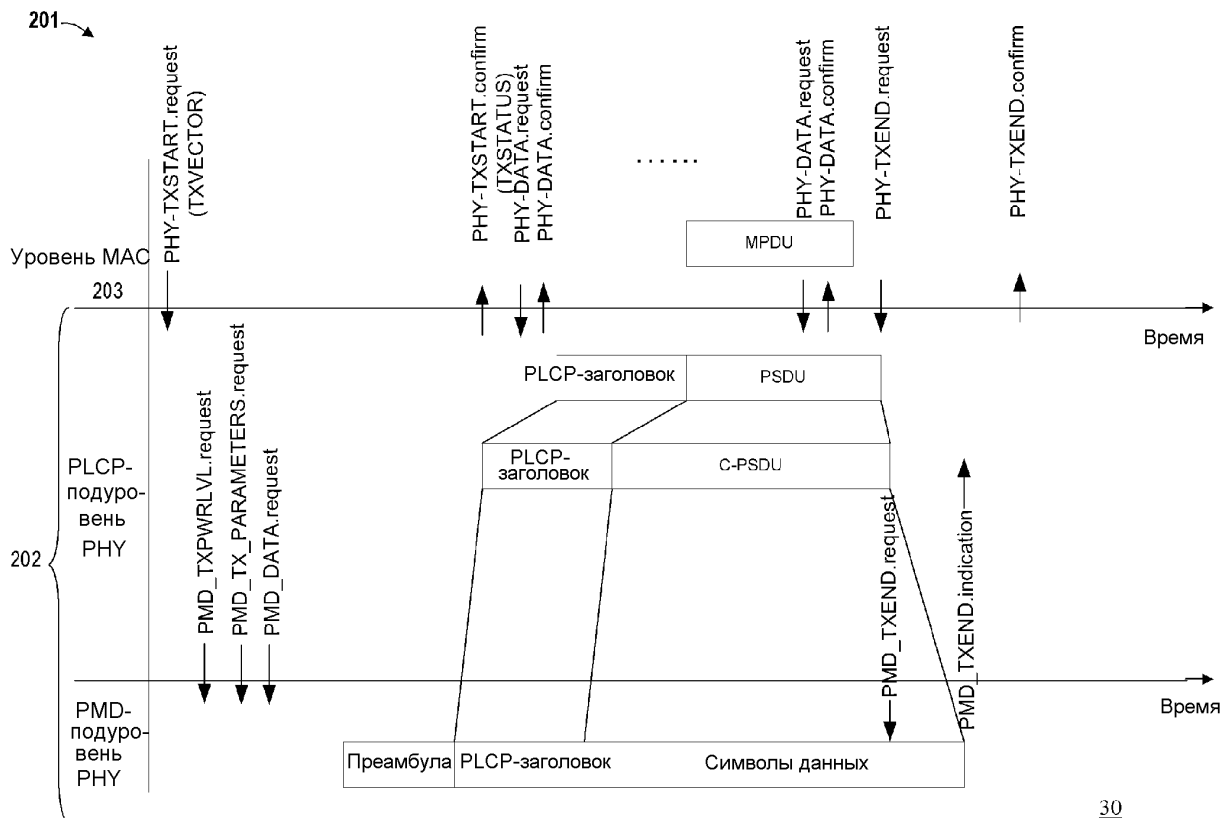 201
PHY-TXSTART.request
(TXVECTOR)
PHY-TXSTART.confirm
(TXSTATUS)
PHY-DATA.request
PHY-DATA.confirm
......
PHY-DATA.request
PHY-DATA.confirm
PHY-TXEND.request
PHY-TXEND.confirm
Уровень MAC
MPDU
203
Время
PLCP-заголовок
PSDU
PMD_TXPWRLVL.request
PMD_TX_PARAMETERS.request
PMD_DATA.request
PLCP-
подуро-
вень
PHY
PLCP-
заголовок
C-PSDU
202
PMD_TXEND.request
PMD_TXEND.indication
Время
PMD-
подуро-
вень
PHY
Преамбула
PLCP-заголовок
Символы данных
30